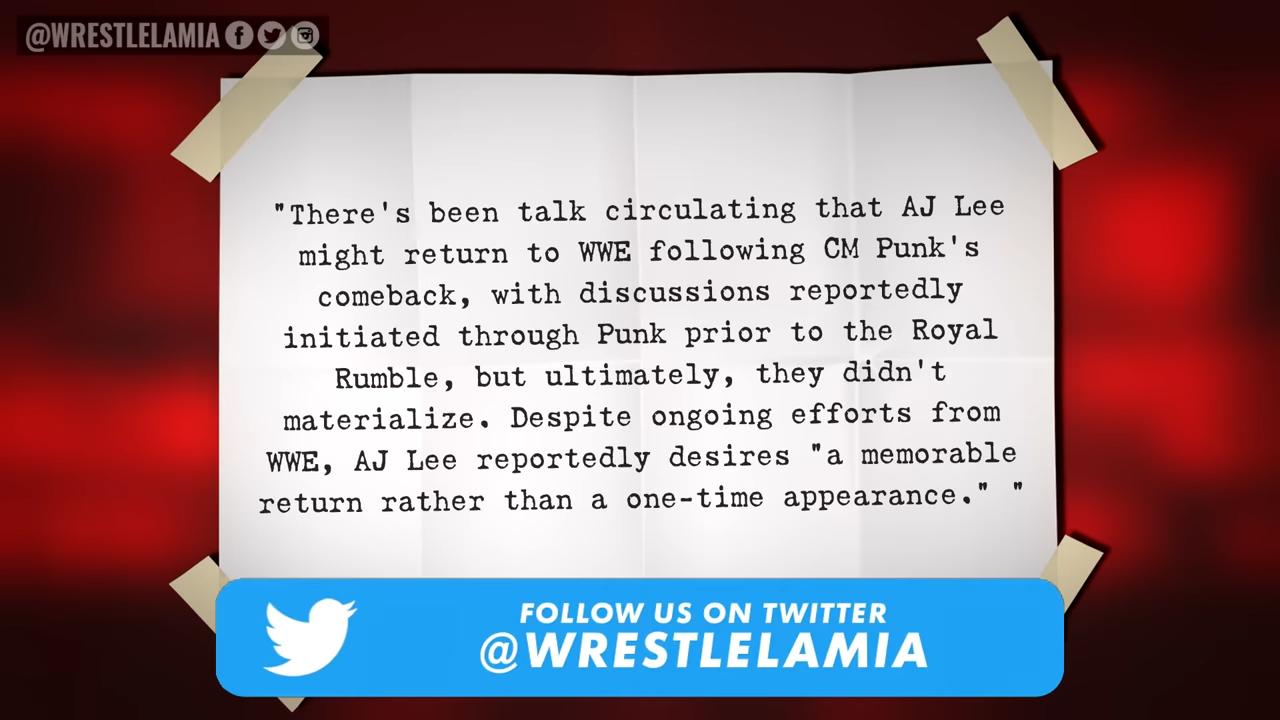 @WRESTLELAMIA
"There's been talk circulating that AJ Lee
might return to WWE following CM Punk's
comeback, with discussions reportedly
initiated through Punk prior to the Royal
Rumble, but ultimately, they didn't
materialize. Despite ongoing efforts from
WWE, AJ Lee reportedly desires "a memorable
return rather than a one-time appearance." "
FOLLOW US ON TWITTER
@WRESTLELAMIA